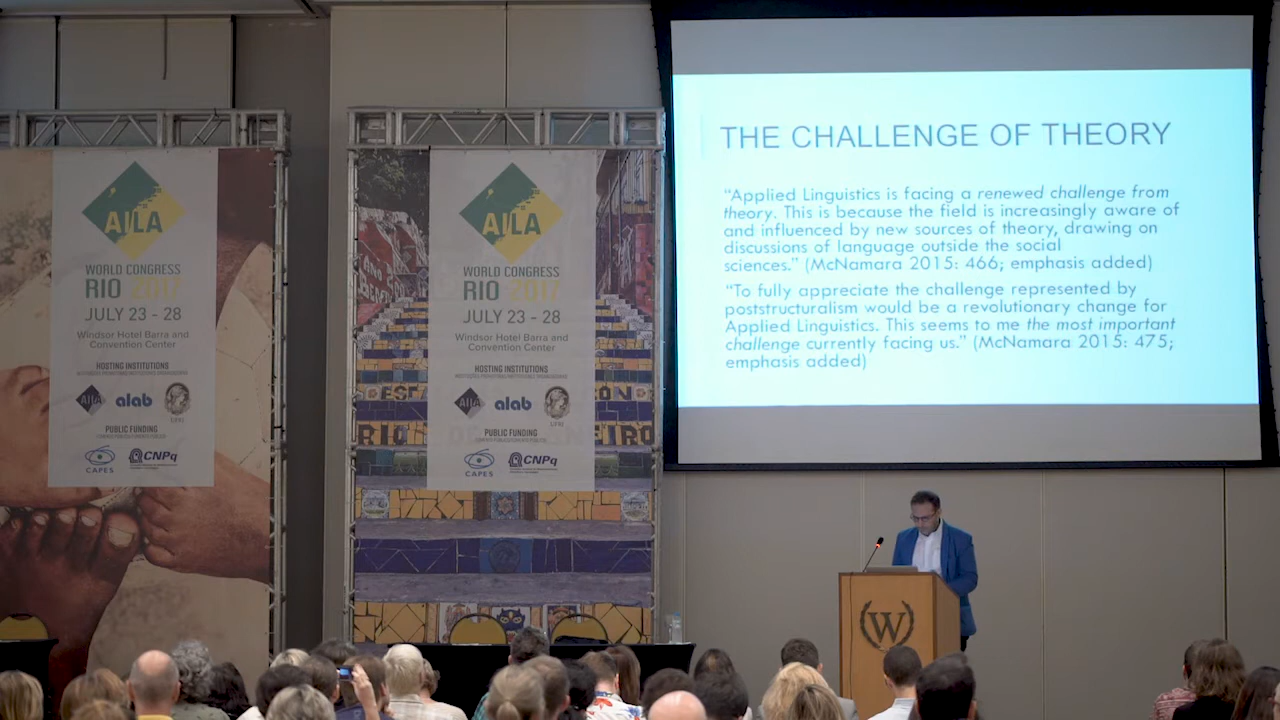 AILA
WORLD CONGRESS
RIO 2017
JULY 23 - 28
Windsor Hotel Barra and
Convention Center
HOSTING INSTITUTIONS
AILA
alab
PUBLIC FUNDING
CAPES
CNPq
AILA
WORLD CONGRESS
RIO 2017
JULY 23 - 28
Windsor Hotel Barra and
Convention Center
HOSTING INSTITUTIONS
AILA
alab
PUBLIC FUNDING
CAPES
CNPq
THE CHALLENGE OF THEORY
“Applied Linguistics is facing a renewed challenge from
theory. This is because the field is increasingly aware of
and influenced by new sources of theory, drawing on
discussions of language outside the social
sciences.” (McNamara 2015: 466; emphasis added)
“To fully appreciate the challenge represented by
poststructuralism would be a revolutionary change for
Applied Linguistics. This seems to me the most important
challenge currently facing us.” (McNamara 2015: 475;
emphasis added)
W